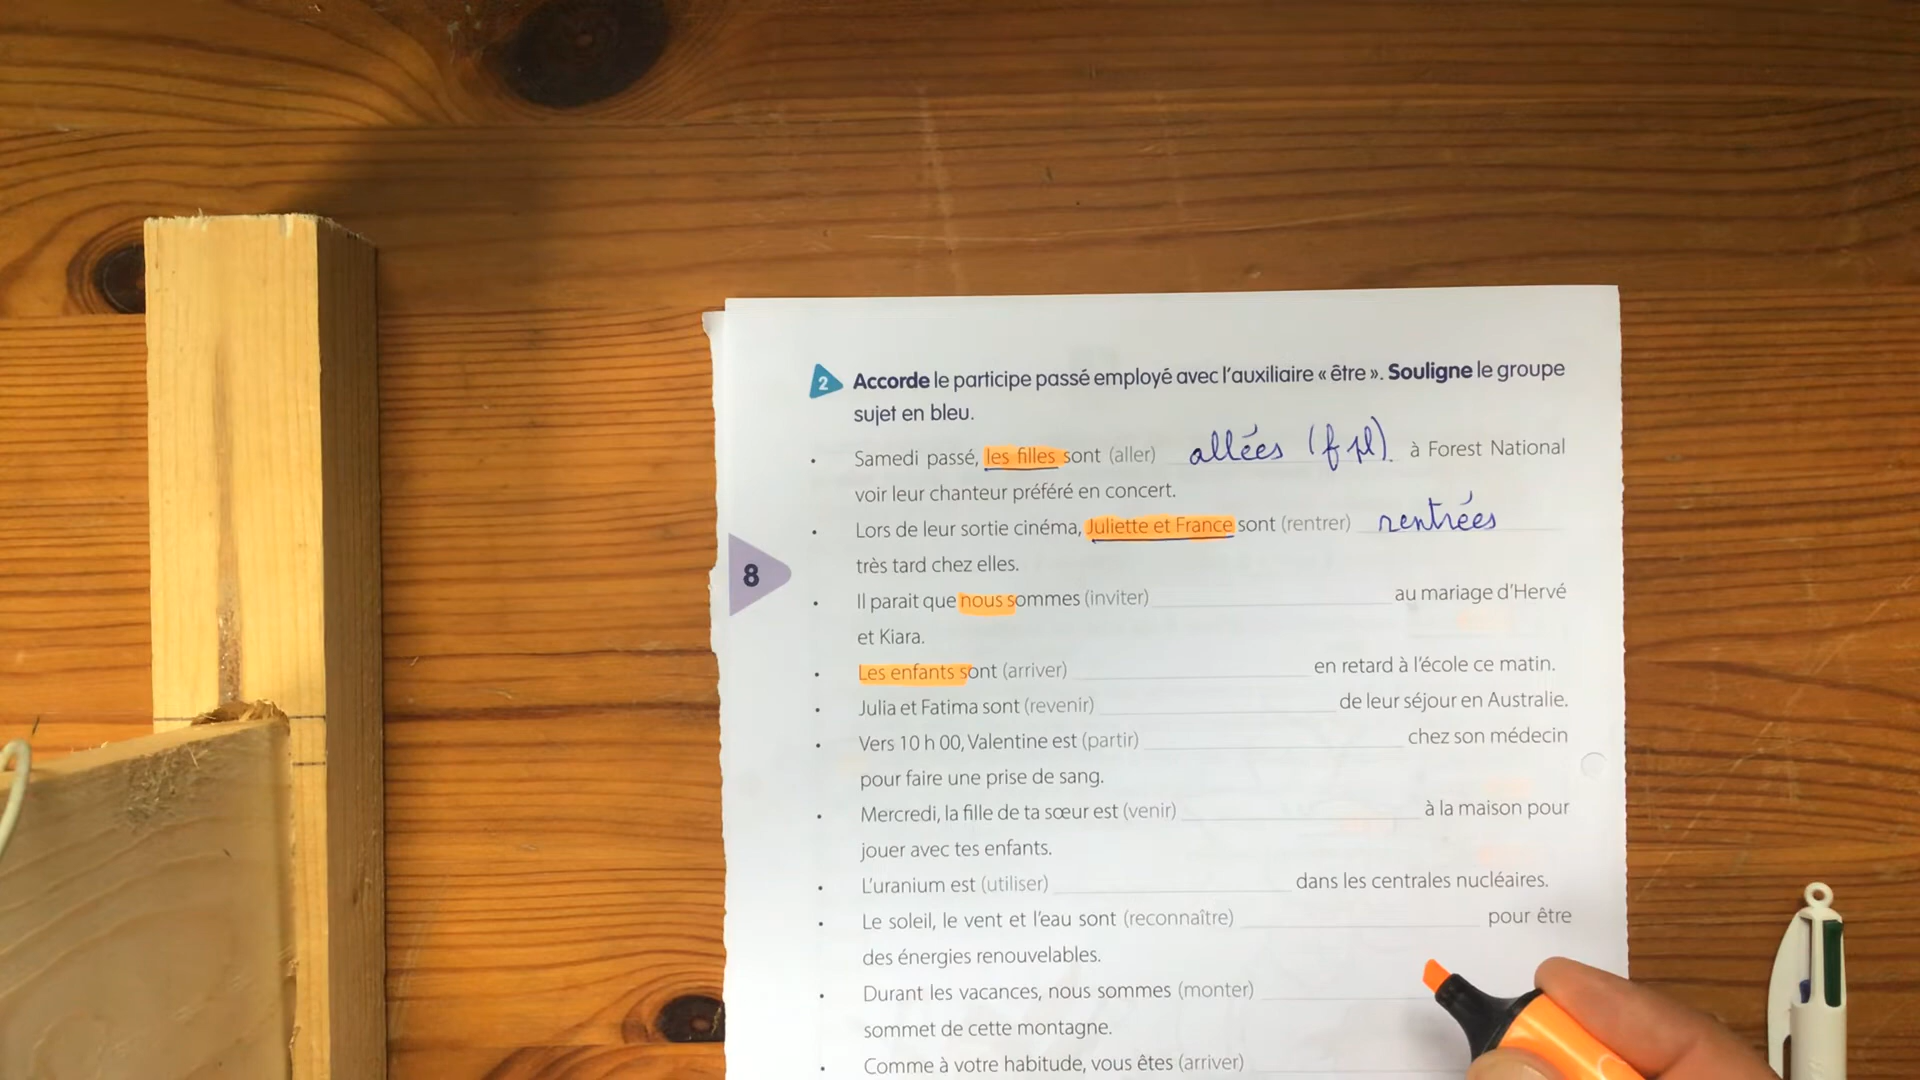 2 Accorde le participe passé employé avec l'auxiliaire « être ». Souligne le groupe
sujet en bleu.
• Samedi passé, les filles sont (aller) allées (f pl). à Forest National
voir leur chanteur préféré en concert.
• Lors de leur sortie cinéma, Juliette et France sont (rentrer) rentrées
très tard chez elles.
8
• Il parait que nous sommes (inviter) au mariage d'Hervé
et Kiara.
• Les enfants sont (arriver) en retard à l'école ce matin.
• Julia et Fatima sont (revenir) de leur séjour en Australie.
• Vers 10 h 00, Valentine est (partir) chez son médecin
pour faire une prise de sang.
• Mercredi, la fille de ta sœur est (venir) à la maison pour
jouer avec tes enfants.
• L'uranium est (utiliser) dans les centrales nucléaires.
• Le soleil, le vent et l'eau sont (reconnaître) pour être
des énergies renouvelables.
• Durant les vacances, nous sommes (monter)
sommet de cette montagne.
• Comme à votre habitude, vous êtes (arriver)